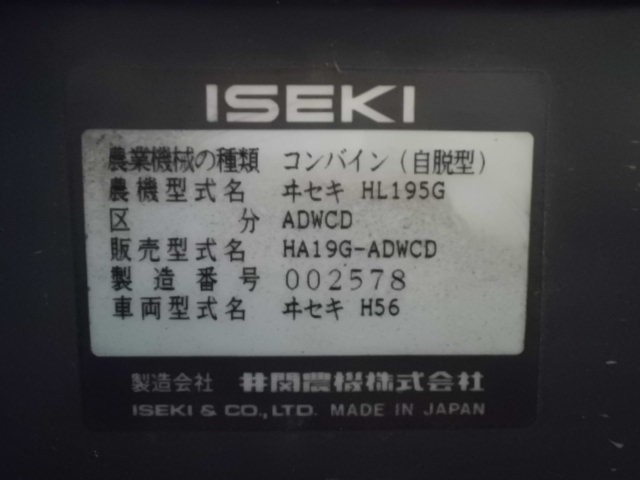 ISEKI
農業機械の種類 コンバイン(自脱型)
農機型式名 ヰセキ HL195G
区分 ADWCD
販売型式名 HA19G-ADWCD
製造番号 002578
車両型式名 ヰセキ H56
製造会社 井関農機株式会社
ISEKI & CO., LTD. MADE IN JAPAN